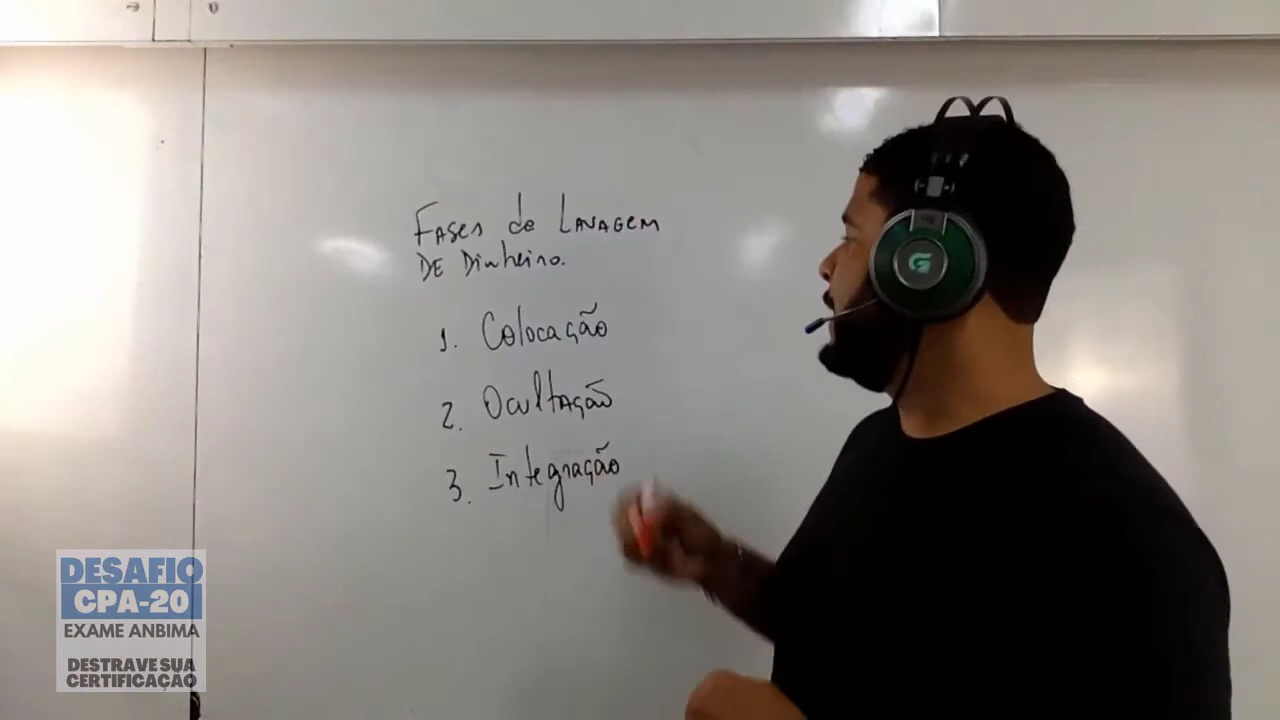 Fases de Lavagem
De Dinheiro.
1. Colocação
2. Ocultação
3. Integração
DESAFIO
CPA-20
EXAME ANBIMA
DESTRAVE SUA
CERTIFICAÇÃO
G